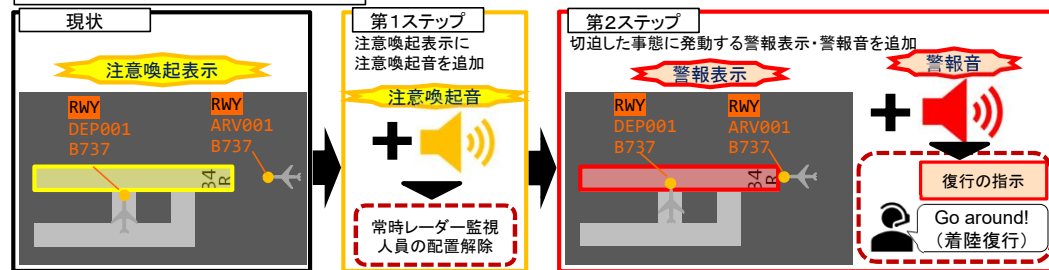 現状
注意喚起表示
RWY
DEP001
B737
RWY
ARV001
B737
34
R
第1ステップ
注意喚起表示に
注意喚起音を追加
注意喚起音
常時レーダー監視
人員の配置解除
第2ステップ
切迫した事態に発動する警報表示・警報音を追加
警報表示
RWY
DEP001
B737
RWY
ARV001
B737
34
R
警報音
復行の指示
Go around!
（着陸復行）